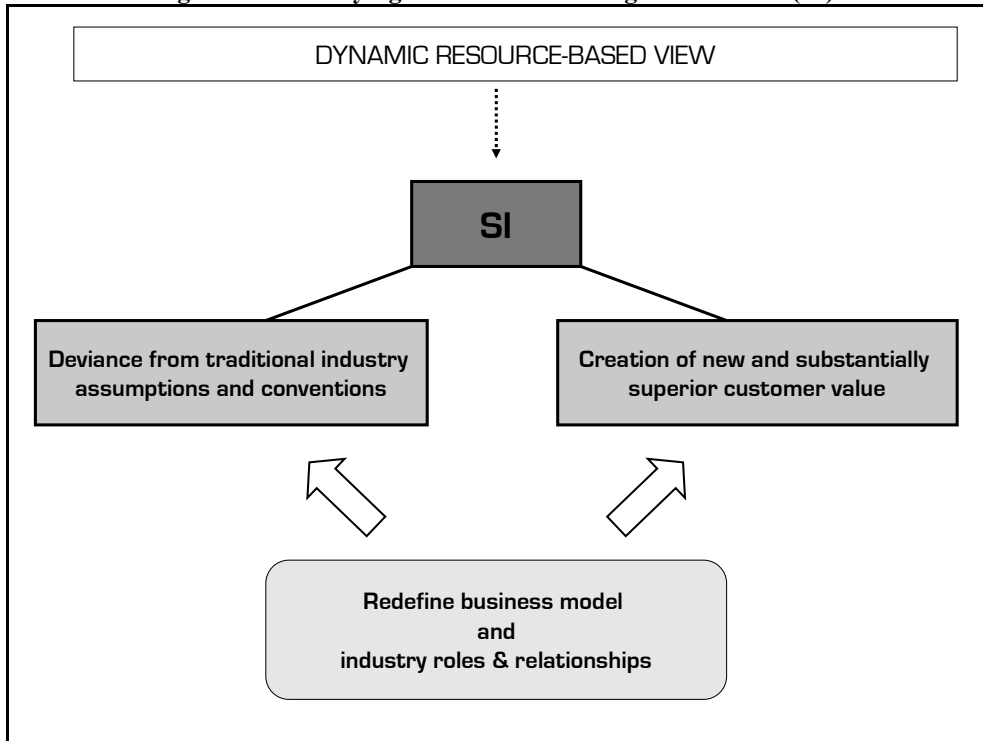 DYNAMIC RESOURCE-BASED VIEW
SI
Deviance from traditional industry
assumptions and conventions
Creation of new and substantially
superior customer value
Redefine business model
and
industry roles & relationships